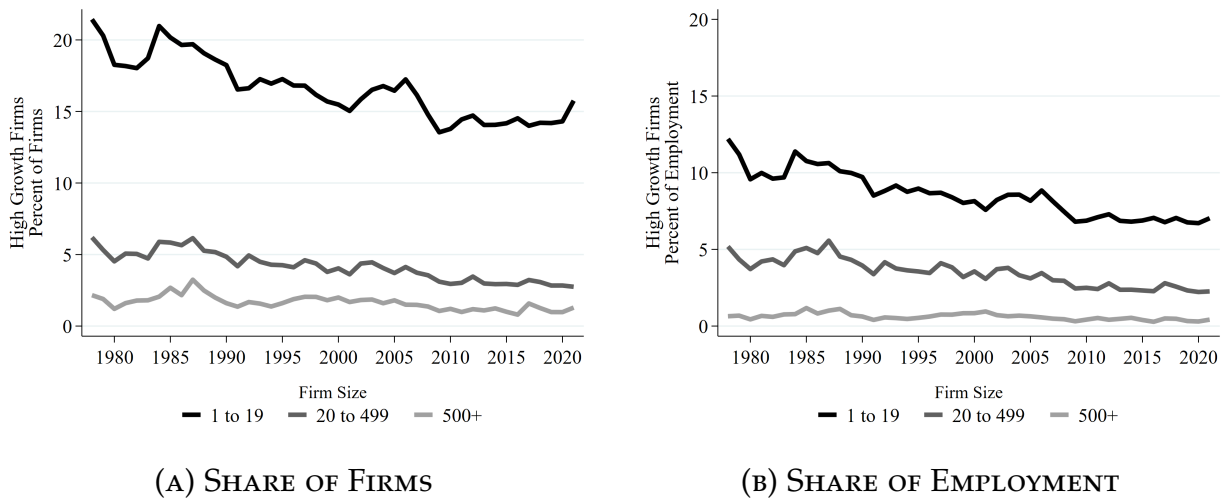 High Growth Firms
Percent of Firms
20
15
10
5
0
1980 1985 1990 1995 2000 2005 2010 2015 2020
Firm Size
1 to 19 20 to 499 500+
(A) Share of Firms
High Growth Firms
Percent of Employment
20
15
10
5
0
1980 1985 1990 1995 2000 2005 2010 2015 2020
Firm Size
1 to 19 20 to 499 500+
(B) Share of Employment